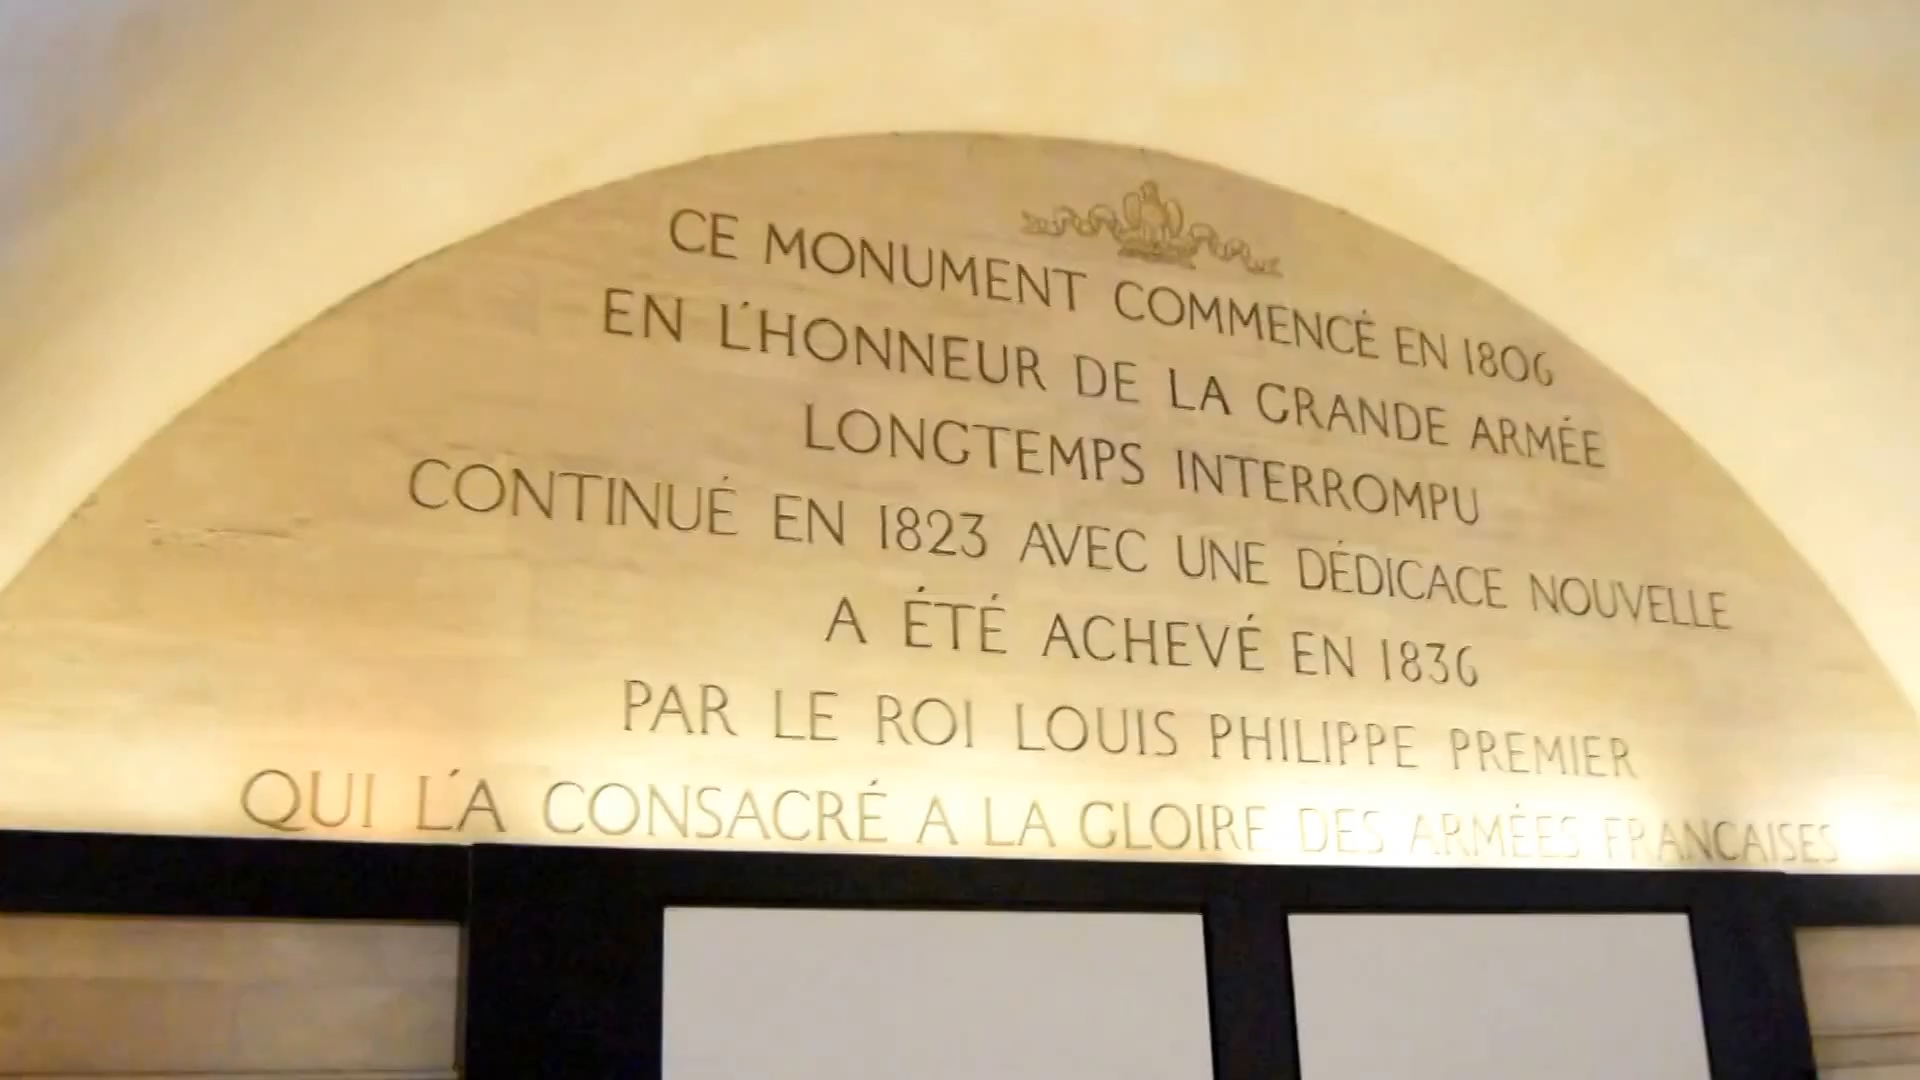 CE MONUMENT COMMENCÉ EN 1806
EN L'HONNEUR DE LA GRANDE ARMÉE
LONGTEMPS INTERROMPU
CONTINUÉ EN 1823 AVEC UNE DÉDICACE NOUVELLE
A ÉTÉ ACHEVÉ EN 1836
PAR LE ROI LOUIS PHILIPPE PREMIER
QUI L'A CONSACRÉ A LA GLOIRE DES ARMÉES FRANCAISES